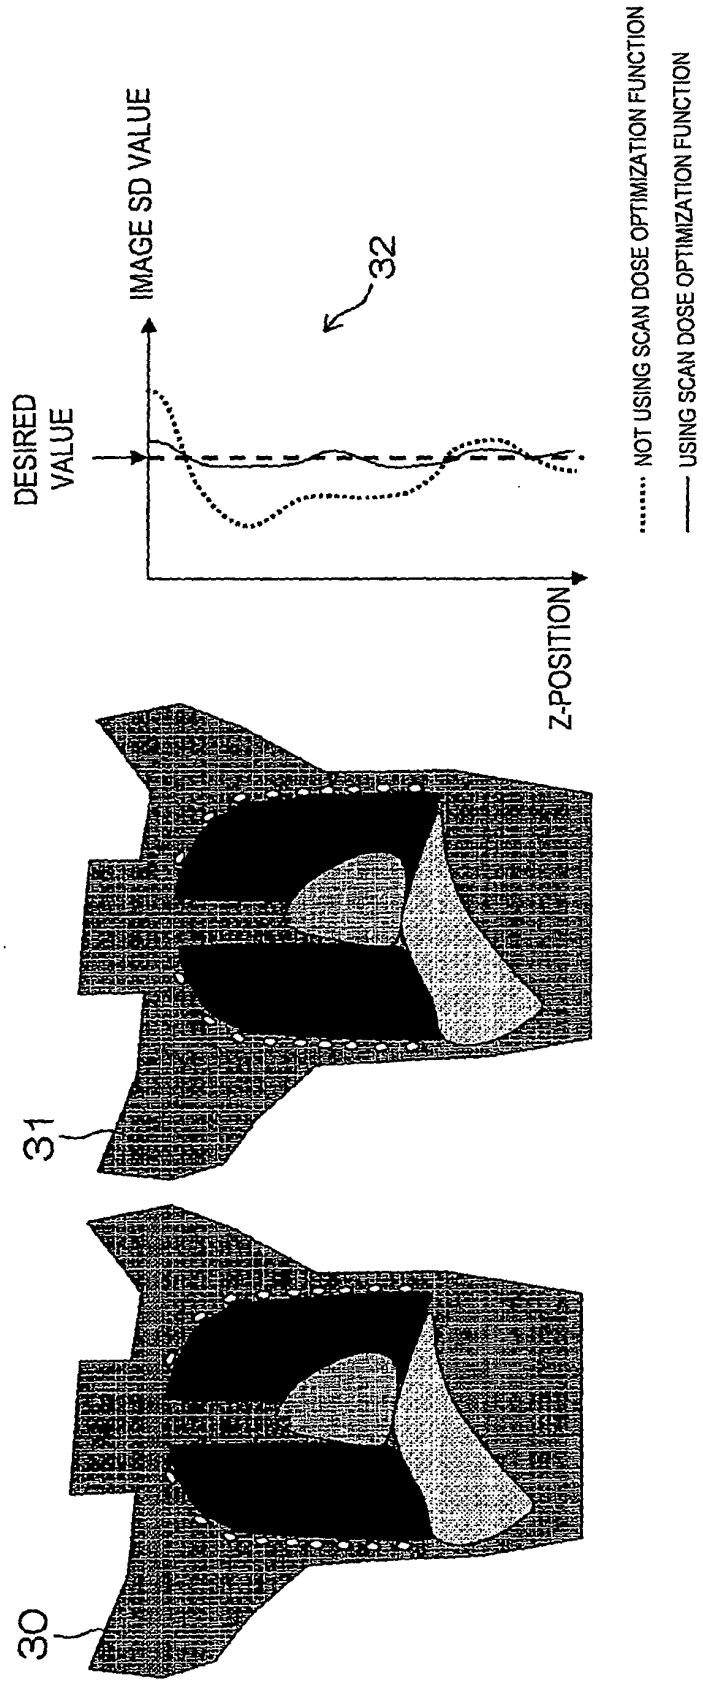 30
31
DESIRED
VALUE
IMAGE SD VALUE
32
Z-POSITION
NOT USING SCAN DOSE OPTIMIZATION FUNCTION
USING SCAN DOSE OPTIMIZATION FUNCTION